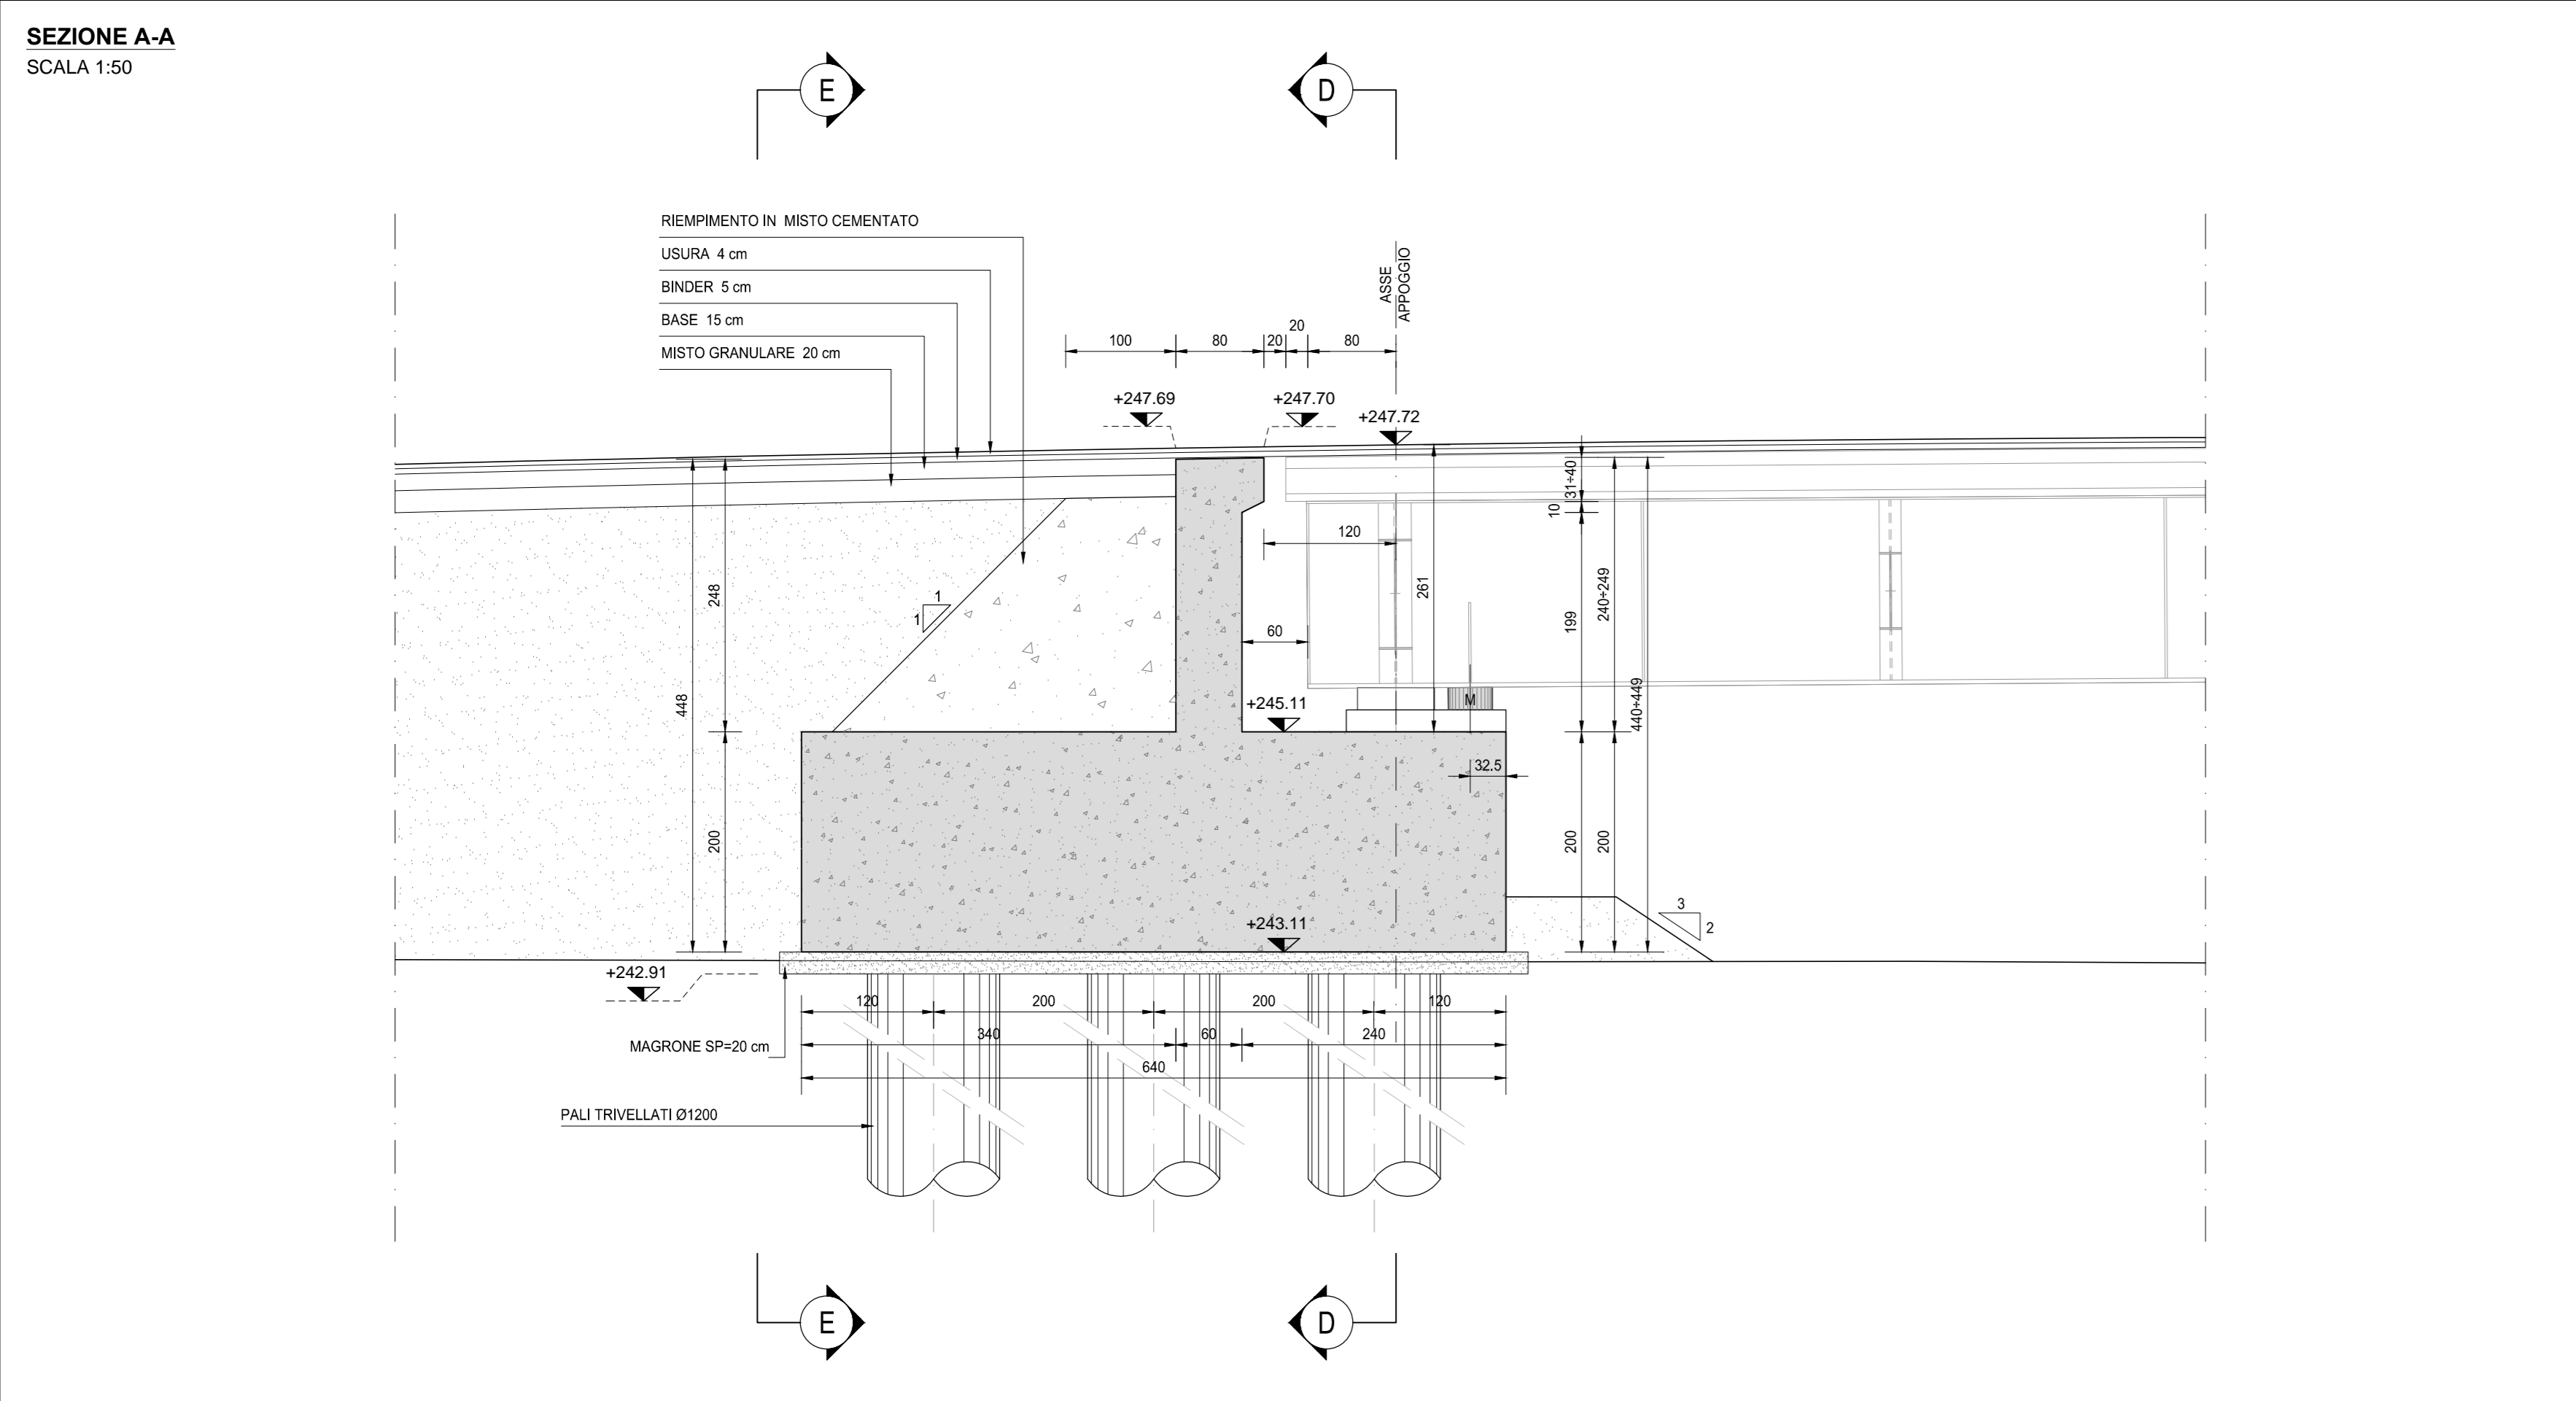 SEZIONE A-A
SCALA 1:50
E
D
RIEMPIMENTO IN MISTO CEMENTATO
USURA 4 cm
BINDER 5 cm
BASE 15 cm
MISTO GRANULARE 20 cm
ASSE
APPOGGIO
20
100
80
20
80
+247.69
+247.70
+247.72
31÷40
10
120
248
261
199
240÷249
1
1
60
448
440÷449
M
+245.11
32.5
200
200
200
3
2
+243.11
+242.91
120
200
200
120
340
60
240
MAGRONE SP=20 cm
640
PALI TRIVELLATI Ø1200
E
D